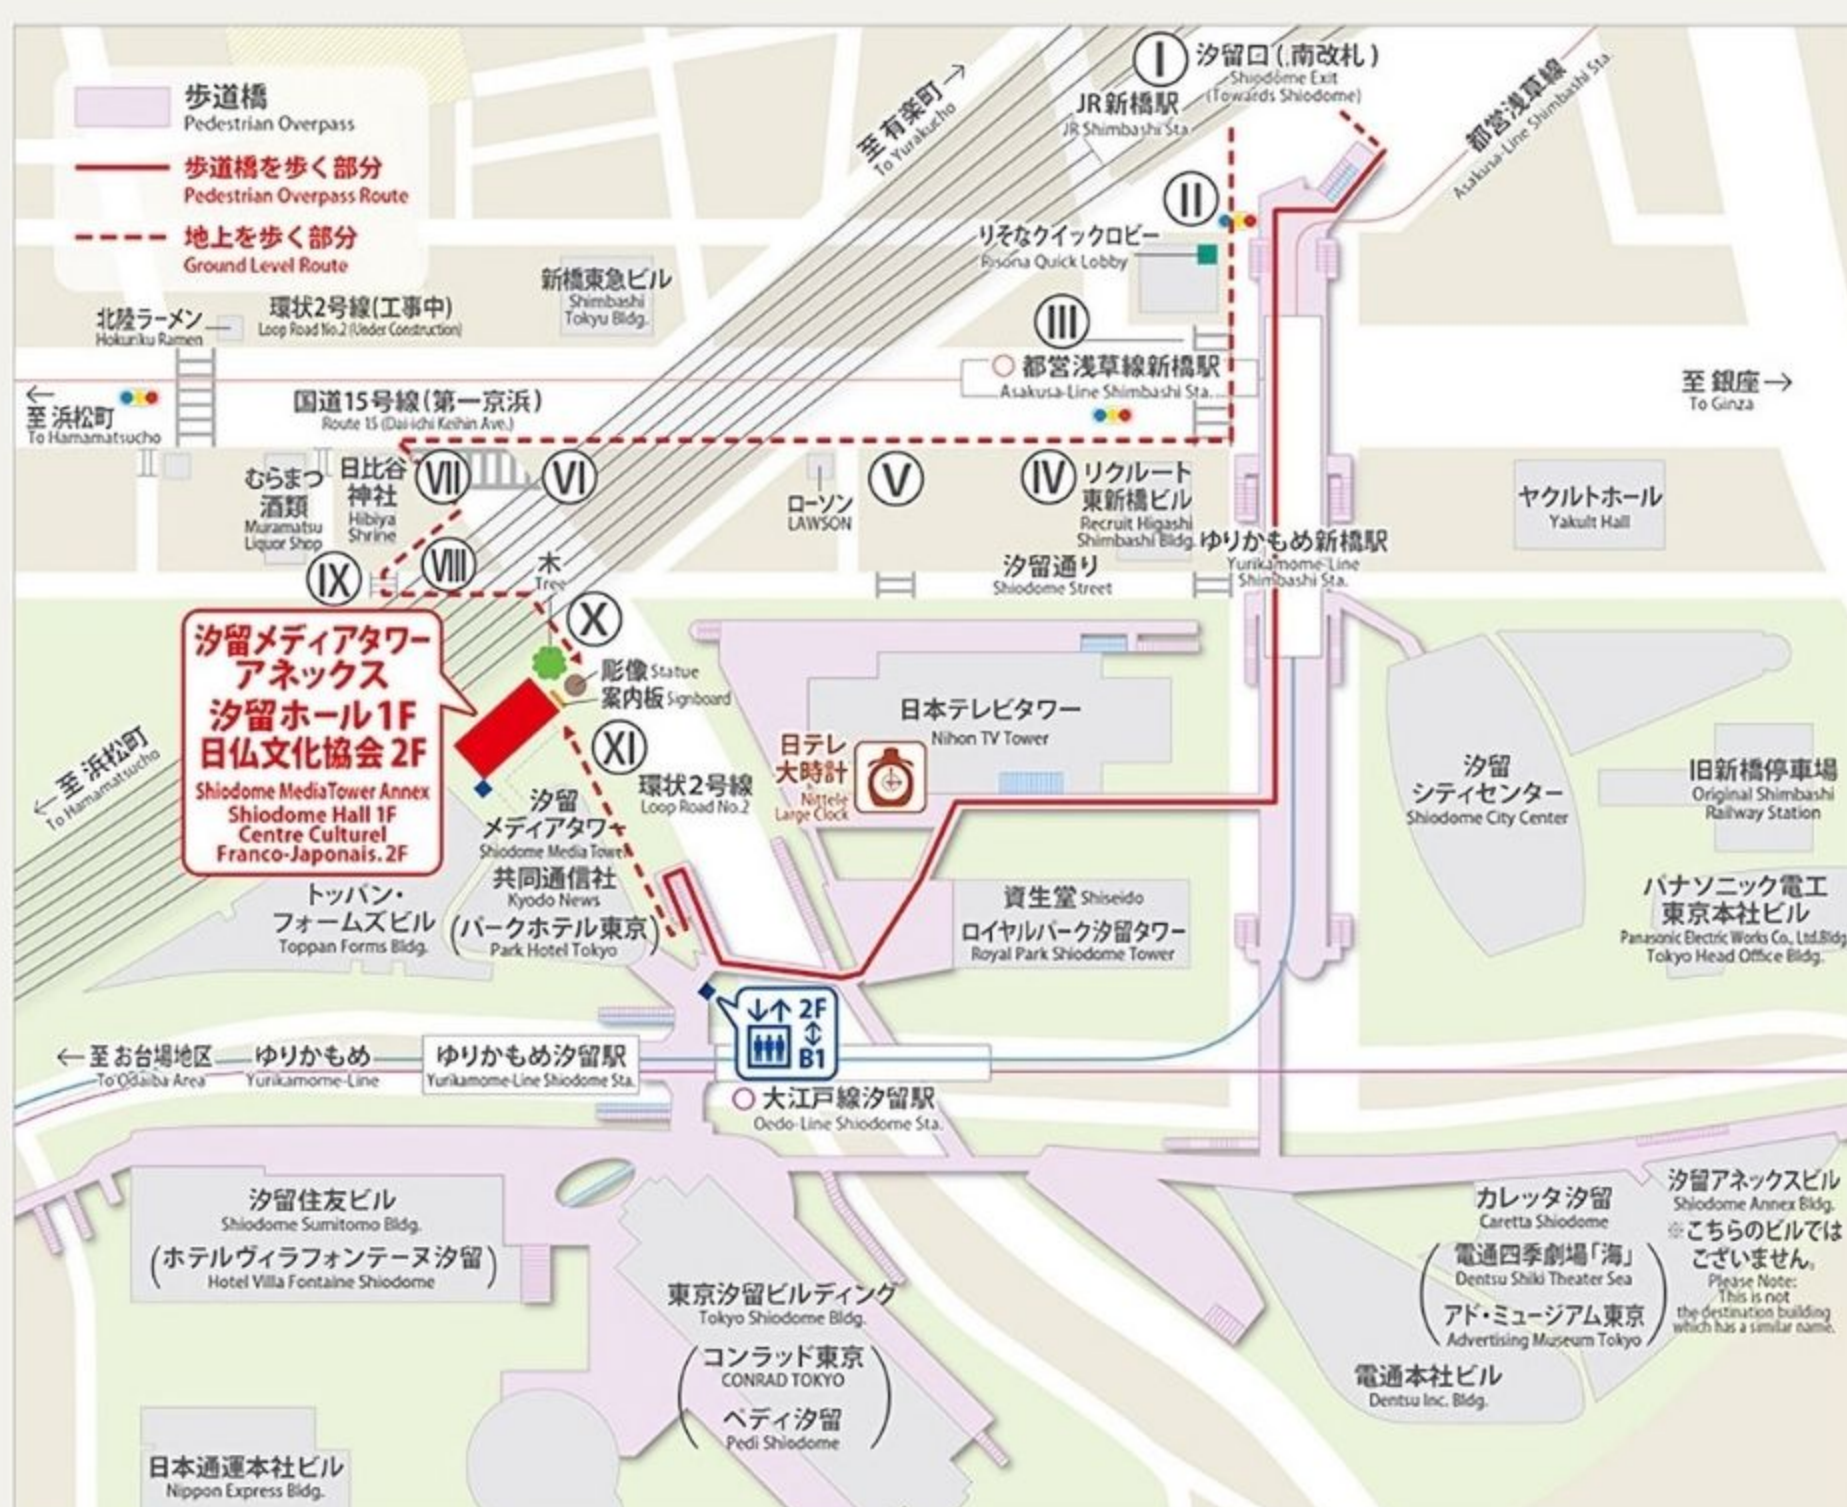 歩道橋
Pedestrian Overpass
歩道橋を歩く部分
Pedestrian Overpass Route
地上を歩く部分
Ground Level Route
至 有楽町→
To Yurakucho
I
汐留口(.南改札)
Shiodome Exit
(Towards Shiodome)
JR新橋駅
JR Shimbashi Sta.
都営浅草線
Asakusa-Line Shimbashi Sta.
II
りそなクイックロビー
Risona Quick Lobby
新橋東急ビル
Shimbashi
Tokyu Bldg.
北陸ラーメン
Hokuriku Ramen
環状2号線(工事中)
Loop Road No.2 (Under Construction)
III
都営浅草線新橋駅
Asakusa-Line Shimbashi Sta.
←
至 浜松町
To Hamamatsucho
国道15号線(第一京浜)
Route 15 (Dai-ichi Keihin Ave.)
至 銀座→
To Ginza
むらまつ
酒類
Muramatsu
Liquor Shop
日比谷
神社
Hibiya
Shrine
VII
VI
ローソン
LAWSON
V
IV
リクルート
東新橋ビル
Recruit Higashi
Shimbashi Bldg.
ヤクルトホール
Yakult Hall
ゆりかもめ新橋駅
Yurikamome-Line
Shimbashi Sta.
IX
VIII
木
Tree
汐留通り
Shiodome Street
X
汐留メディアタワー
アネックス
汐留ホール1F
日仏文化協会 2F
Shiodome MediaTower Annex
Shiodome Hall 1F
Centre Culturel
Franco-Japonais. 2F
彫像 Statue
案内板 Signboard
XI
環状2号線
Loop Road No.2
日本テレビタワー
Nihon TV Tower
日テレ
大時計
Nittele
Large Clock
汐留
シティセンター
Shiodome City Center
旧新橋停車場
Original Shimbashi
Railway Station
←至 浜松町
To Hamamatsucho
汐留
メディアタワー
Shiodome Media Tower
共同通信社
Kyodo News
(パークホテル東京)
Park Hotel Tokyo
トッパン・
フォームズビル
Toppan Forms Bldg.
資生堂 Shiseido
ロイヤルパーク汐留タワー
Royal Park Shiodome Tower
パナソニック電工
東京本社ビル
Panasonic Electric Works Co., Ltd.Bldg
Tokyo Head Office Bldg.
↓↑ 2F
↕
B1
←至 お台場地区
To Odaiba Area
ゆりかもめ
Yurikamome-Line
ゆりかもめ汐留駅
Yurikamome-Line Shiodome Sta.
大江戸線汐留駅
Oedo-Line Shiodome Sta.
汐留住友ビル
Shiodome Sumitomo Bldg.
(ホテルヴィラフォンテーヌ汐留)
Hotel Villa Fontaine Shiodome
東京汐留ビルディング
Tokyo Shiodome Bldg.
コンラッド東京
CONRAD TOKYO
ペディ汐留
Pedi Shiodome
カレッタ汐留
Caretta Shiodome
電通四季劇場「海」
Dentsu Shiki Theater Sea
アド・ミュージアム東京
Advertising Museum Tokyo
電通本社ビル
Dentsu Inc. Bldg.
汐留アネックスビル
Shiodome Annex Bldg.
※こちらのビルでは
ございません。
Please Note:
This is not
the destination building
which has a similar name.
日本通運本社ビル
Nippon Express Bldg.